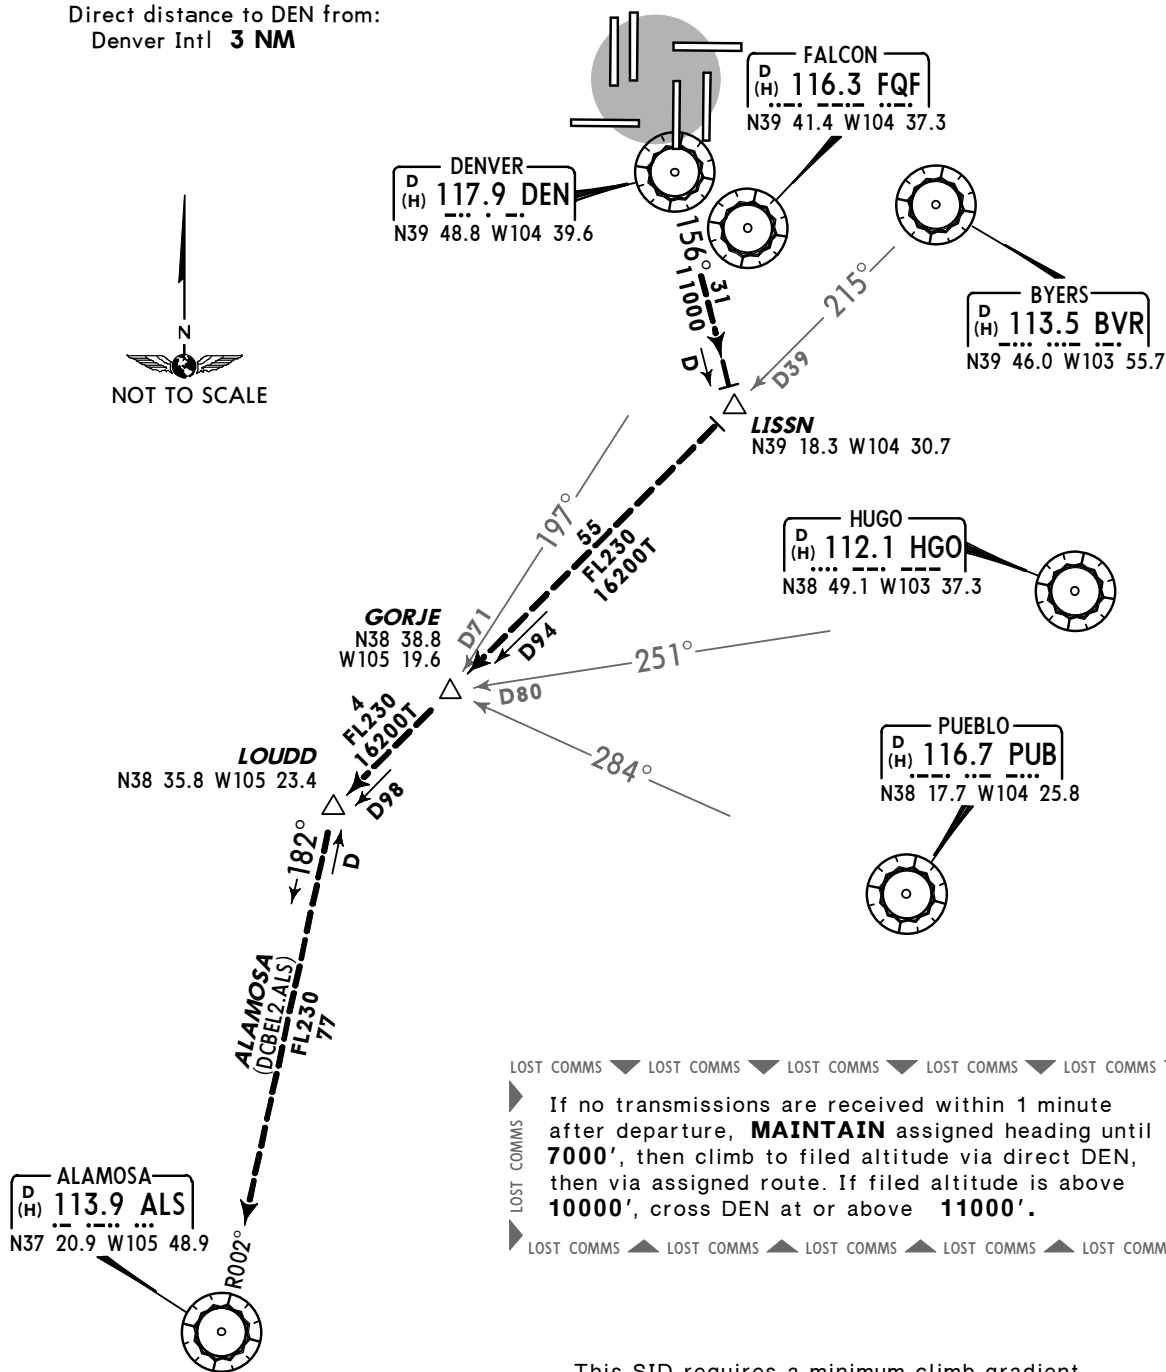 Direct distance to DEN from:
Denver Intl 3 NM
FALCON
D
(H) 116.3 FQF
N39 41.4 W104 37.3
DENVER
D
(H) 117.9 DEN
N39 48.8 W104 39.6
156°
31
11000
D
215°
D39
BYERS
D
(H) 113.5 BVR
N39 46.0 W103 55.7
N
NOT TO SCALE
LISSN
N39 18.3 W104 30.7
197°
55
FL230
16200T
HUGO
D
(H) 112.1 HGO
N38 49.1 W103 37.3
GORJE
N38 38.8
W105 19.6
D71
D94
251°
D80
4
FL230
16200T
284°
PUEBLO
D
(H) 116.7 PUB
N38 17.7 W104 25.8
LOUDD
N38 35.8 W105 23.4
D98
182°
D
ALAMOSA
(DCBEL2.ALS)
FL230
77
LOST COMMS LOST COMMS LOST COMMS LOST COMMS LOST COMMS
LOST COMMS
If no transmissions are received within 1 minute
after departure, MAINTAIN assigned heading until
7000', then climb to filed altitude via direct DEN,
then via assigned route. If filed altitude is above
10000', cross DEN at or above 11000'.
LOST COMMS LOST COMMS LOST COMMS LOST COMMS LOST COMM
ALAMOSA
D
(H) 113.9 ALS
N37 20.9 W105 48.9
R002°
This SID requires a minimum climb gradient